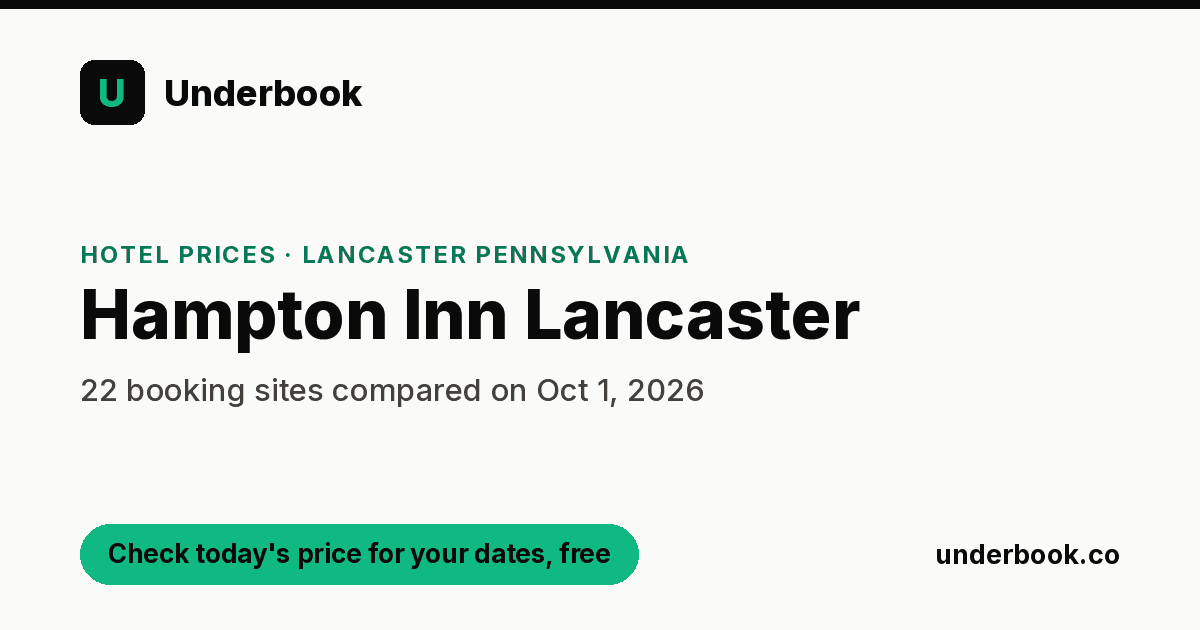 U Underbook
HOTEL PRICES · LANCASTER PENNSYLVANIA
Hampton Inn Lancaster
22 booking sites compared on Oct 1, 2026
Check today's price for your dates, free
underbook.co